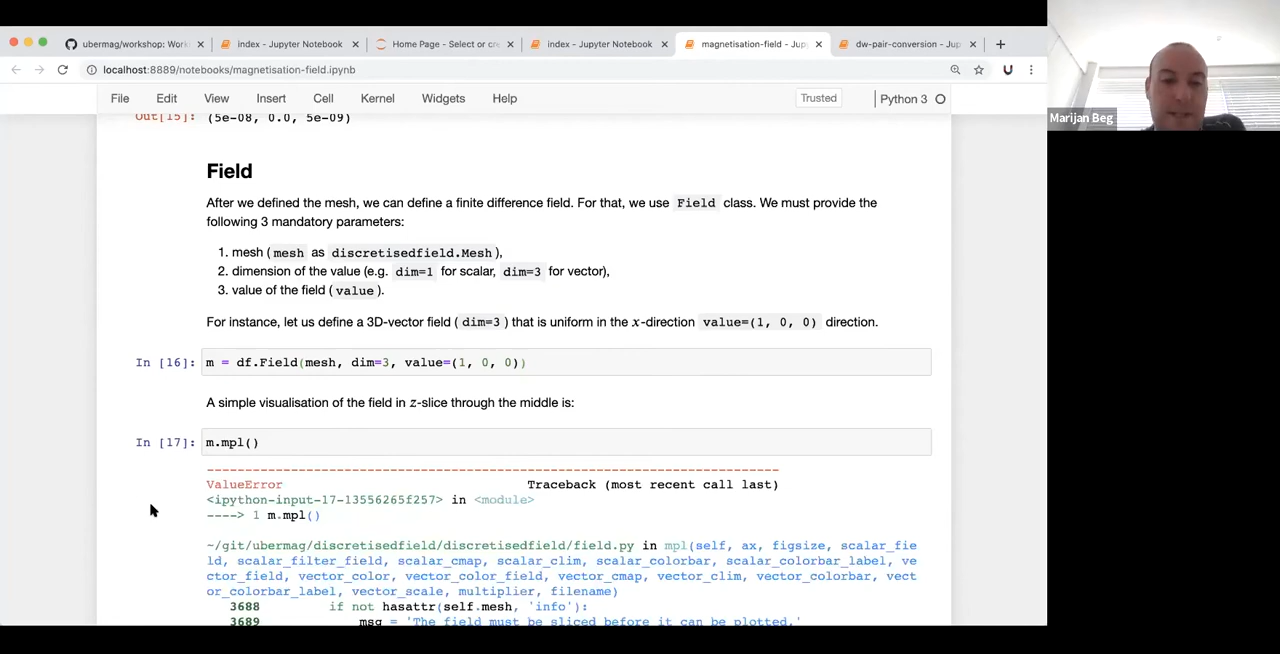 ubermag/workshop: Work
index - Jupyter Notebook
Home Page - Select or cre
index - Jupyter Notebook
magnetisation-field - Jup
dw-pair-conversion - Jup
localhost:8889/notebooks/magnetisation-field.ipynb
File Edit View Insert Cell Kernel Widgets Help Trusted Python 3
Marijan Beg
Out[15]: (5e-08, 0.0, 5e-09)
Field
After we defined the mesh, we can define a finite difference field. For that, we use Field class. We must provide the
following 3 mandatory parameters:
1. mesh ( mesh as discretisedfield.Mesh ),
2. dimension of the value (e.g. dim=1 for scalar, dim=3 for vector),
3. value of the field ( value ).
For instance, let us define a 3D-vector field ( dim=3 ) that is uniform in the x-direction value=(1, 0, 0) direction.
In [16]: m = df.Field(mesh, dim=3, value=(1, 0, 0))
A simple visualisation of the field in z-slice through the middle is:
In [17]: m.mpl()
---------------------------------------------------------------------------
ValueError Traceback (most recent call last)
<ipython-input-17-13556265f257> in <module>
----> 1 m.mpl()
~/git/ubermag/discretisedfield/discretisedfield/field.py in mpl(self, ax, figsize, scalar_fie
ld, scalar_filter_field, scalar_cmap, scalar_clim, scalar_colorbar, scalar_colorbar_label, ve
ctor_field, vector_color, vector_color_field, vector_cmap, vector_clim, vector_colorbar, vect
or_colorbar_label, vector_scale, multiplier, filename)
3688 if not hasattr(self.mesh, 'info'):
3689 msg = 'The field must be sliced before it can be plotted.'